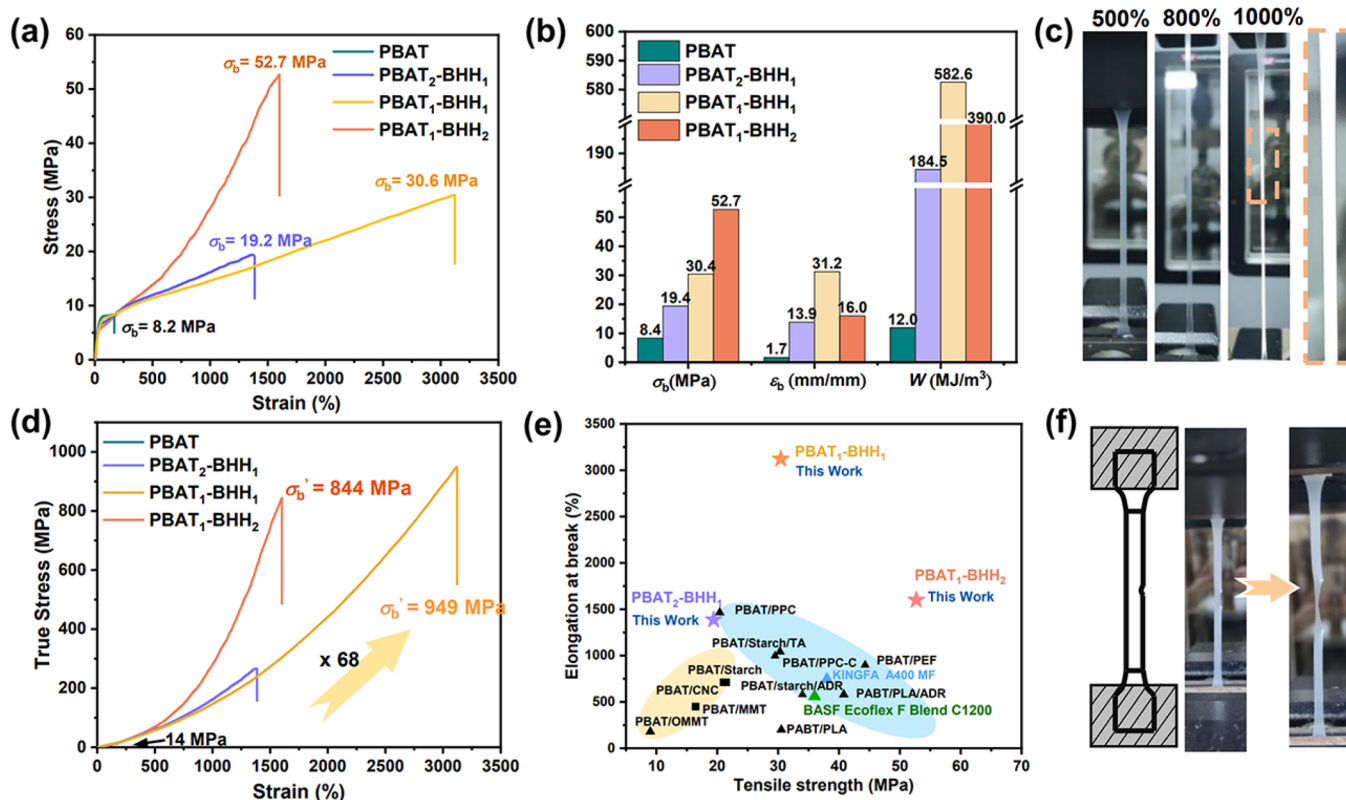 (a)
60
50
40
30
20
10
0
Stress (MPa)
0 500 1000 1500 2000 2500 3000 3500
Strain (%)
PBAT
PBAT₂-BHH₁
PBAT₁-BHH₁
PBAT₁-BHH₂
σb= 52.7 MPa
σb= 30.6 MPa
σb= 19.2 MPa
σb= 8.2 MPa
(b)
600
580
190
50
40
30
20
10
0
PBAT
PBAT₂-BHH₁
PBAT₁-BHH₁
PBAT₁-BHH₂
8.4
19.4
30.4
52.7
1.7
13.9
31.2
16.0
12.0
184.5
582.6
390.0
σb(MPa)
εb (mm/mm)
W (MJ/m³)
(c)
500% 800% 1000%
(d)
1000
800
600
400
200
0
True Stress (MPa)
0 500 1000 1500 2000 2500 3000 3500
Strain (%)
PBAT
PBAT₂-BHH₁
PBAT₁-BHH₁
PBAT₁-BHH₂
σb' = 844 MPa
σb' = 949 MPa
x 68
14 MPa
(e)
3500
3000
2500
2000
1500
1000
500
0
Elongation at break (%)
0 10 20 30 40 50 60 70
Tensile strength (MPa)
PBAT₁-BHH₁
This Work
PBAT₁-BHH₂
This Work
PBAT₂-BHH₁
This Work
PBAT/PPC
PBAT/Starch/TA
PBAT/PPC-C
PBAT/PEF
PBAT/Starch
KINGFA A400 MF
PBAT/CNC
PBAT/starch/ADR
PABT/PLA/ADR
PBAT/MMT
BASF Ecoflex F Blend C1200
PBAT/OMMT
PABT/PLA
(f)